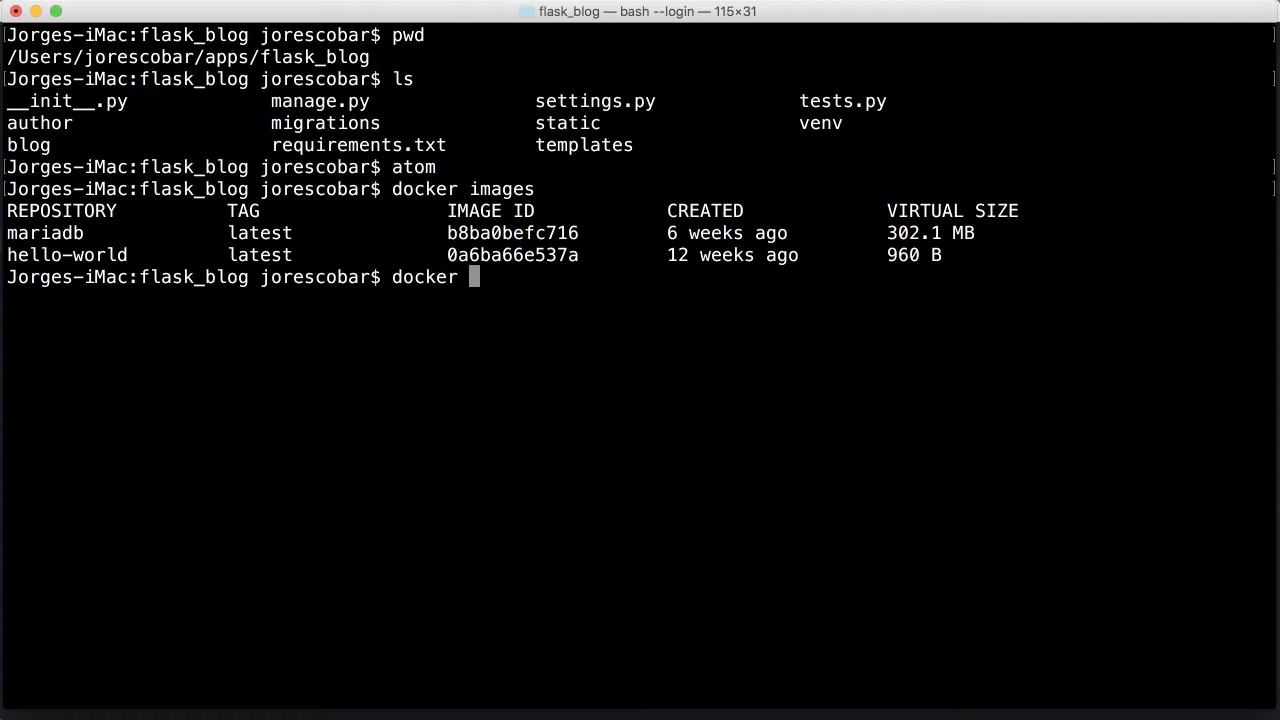 flask_blog — bash --login — 115×31
Jorges-iMac:flask_blog jorescobar$ pwd
/Users/jorescobar/apps/flask_blog
Jorges-iMac:flask_blog jorescobar$ ls
__init__.py manage.py settings.py tests.py
author migrations static venv
blog requirements.txt templates
Jorges-iMac:flask_blog jorescobar$ atom
Jorges-iMac:flask_blog jorescobar$ docker images
REPOSITORY TAG IMAGE ID CREATED VIRTUAL SIZE
mariadb latest b8ba0befc716 6 weeks ago 302.1 MB
hello-world latest 0a6ba66e537a 12 weeks ago 960 B
Jorges-iMac:flask_blog jorescobar$ docker